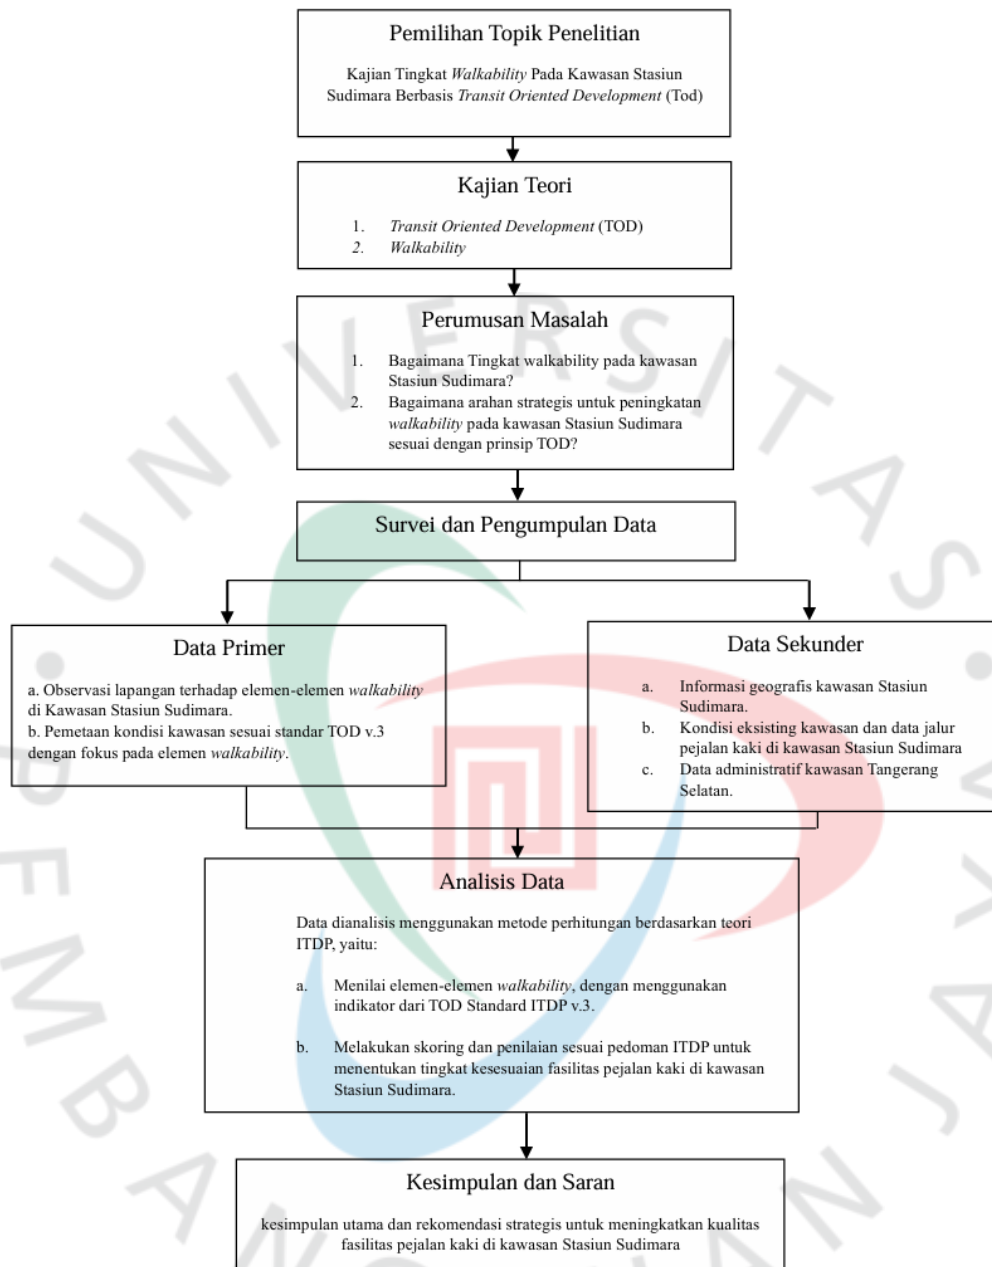 Pemilihan Topik Penelitian
Kajian Tingkat Walkability Pada Kawasan Stasiun
Sudimara Berbasis Transit Oriented Development (Tod)
Kajian Teori
1. Transit Oriented Development (TOD)
2. Walkability
Perumusan Masalah
1. Bagaimana Tingkat walkability pada kawasan
Stasiun Sudimara?
2. Bagaimana arahan strategis untuk peningkatan
walkability pada kawasan Stasiun Sudimara
sesuai dengan prinsip TOD?
Survei dan Pengumpulan Data
Data Primer
a. Observasi lapangan terhadap elemen-elemen walkability
di Kawasan Stasiun Sudimara.
b. Pemetaan kondisi kawasan sesuai standar TOD v.3
dengan fokus pada elemen walkability.
Data Sekunder
a. Informasi geografis kawasan Stasiun
Sudimara.
b. Kondisi eksisting kawasan dan data jalur
pejalan kaki di kawasan Stasiun Sudimara
c. Data administratif kawasan Tangerang
Selatan.
Analisis Data
Data dianalisis menggunakan metode perhitungan berdasarkan teori
ITDP, yaitu:
a. Menilai elemen-elemen walkability, dengan menggunakan
indikator dari TOD Standard ITDP v.3.
b. Melakukan skoring dan penilaian sesuai pedoman ITDP untuk
menentukan tingkat kesesuaian fasilitas pejalan kaki di kawasan
Stasiun Sudimara.
Kesimpulan dan Saran
kesimpulan utama dan rekomendasi strategis untuk meningkatkan kualitas
fasilitas pejalan kaki di kawasan Stasiun Sudimara
UNIVERSITAS